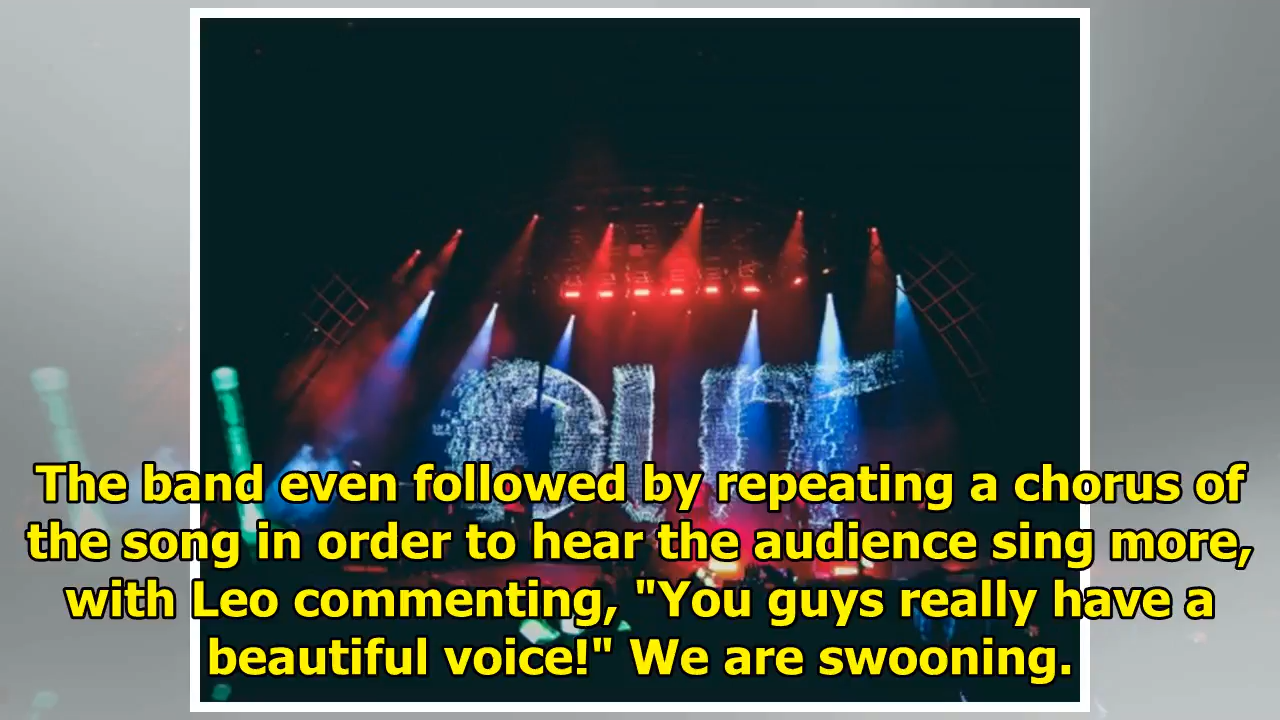 OUT
The band even followed by repeating a chorus of
the song in order to hear the audience sing more,
with Leo commenting, "You guys really have a
beautiful voice!" We are swooning.